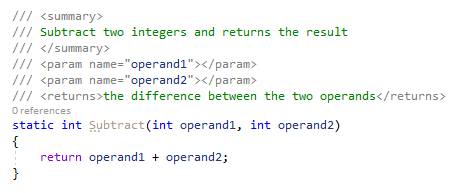 /// <summary>
/// Subtract two integers and returns the result
/// </summary>
/// <param name="operand1"></param>
/// <param name="operand2"></param>
/// <returns>the difference between the two operands</returns>
0 references
static int Subtract(int operand1, int operand2)
{
    return operand1 + operand2;
}